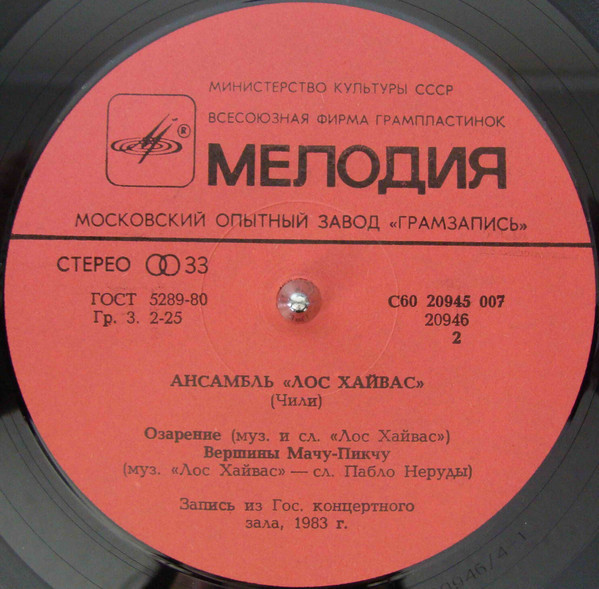 МИНИСТЕРСТВО КУЛЬТУРЫ СССР
ВСЕСОЮЗНАЯ ФИРМА ГРАМПЛАСТИНОК
®
МЕЛОДИЯ
МОСКОВСКИЙ ОПЫТНЫЙ ЗАВОД «ГРАМЗАПИСЬ»
СТЕРЕО 33
ГОСТ 5289-80
Гр. 3. 2-25
С60 20945 007
20946
2
АНСАМБЛЬ «ЛОС ХАЙВАС»
(Чили)
Озарение (муз. и сл. «Лос Хайвас»)
Вершины Мачу-Пикчу
(муз. «Лос Хайвас» — сл. Пабло Неруды)
Запись из Гос. концертного
зала, 1983 г.